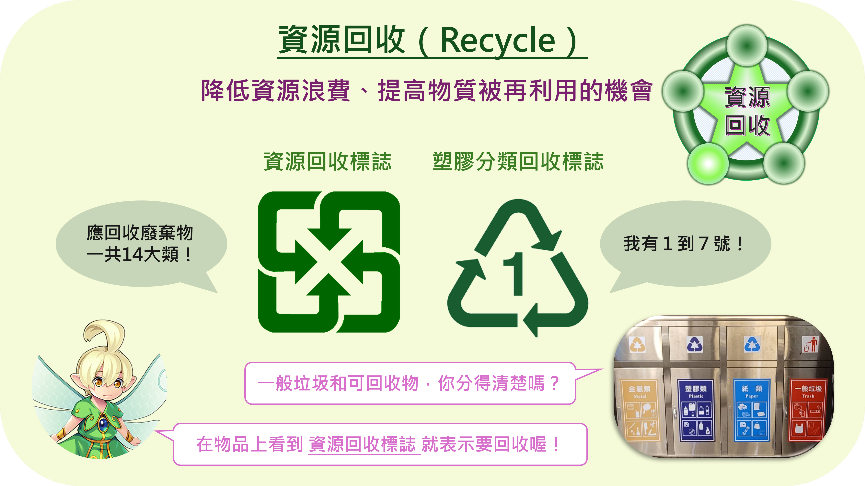 資源回收（Recycle）
降低資源浪費、提高物質被再利用的機會
資源
回收
資源回收標誌
塑膠分類回收標誌
應回收廢棄物
一共14大類！
1
我有１到７號！
一般垃圾和可回收物，你分得清楚嗎？
在物品上看到 資源回收標誌 就表示要回收喔！
塑膠類
Plastic
紙 類
Paper
一般垃圾
Trash